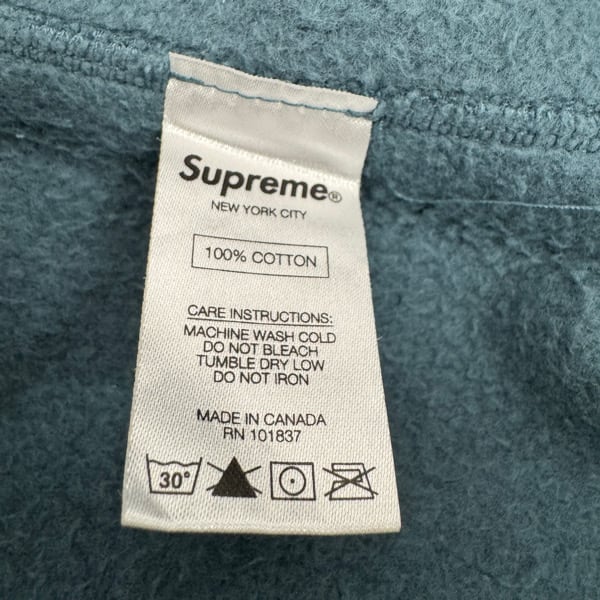 Supreme®
NEW YORK CITY
100% COTTON
CARE INSTRUCTIONS:
MACHINE WASH COLD
DO NOT BLEACH
TUMBLE DRY LOW
DO NOT IRON
MADE IN CANADA
RN 101837
30°